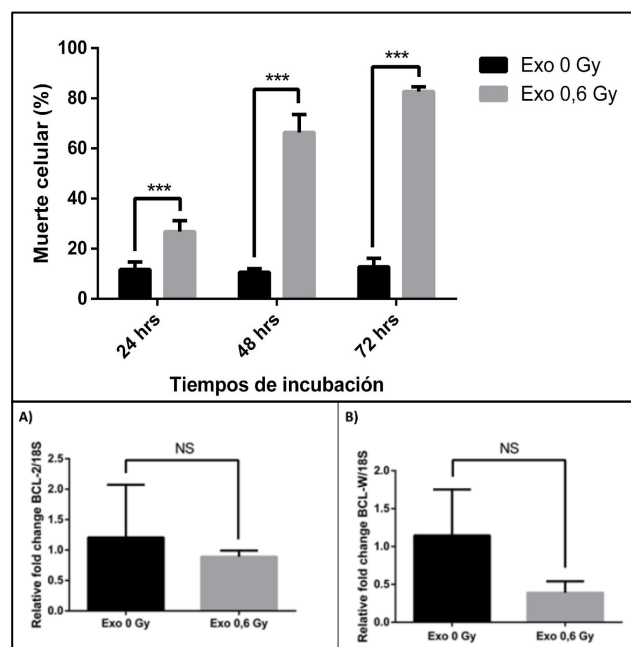 100
80
60
40
20
0
Muerte celular (%)
***
***
***
Exo 0 Gy
Exo 0,6 Gy
24 hrs
48 hrs
72 hrs
Tiempos de incubación
A)
NS
Relative fold change BCL-2/18S
2.5
2.0
1.5
1.0
0.5
0.0
Exo 0 Gy
Exo 0,6 Gy
B)
NS
Relative fold change BCL-W/18S
2.0
1.5
1.0
0.5
0.0
Exo 0 Gy
Exo 0,6 Gy